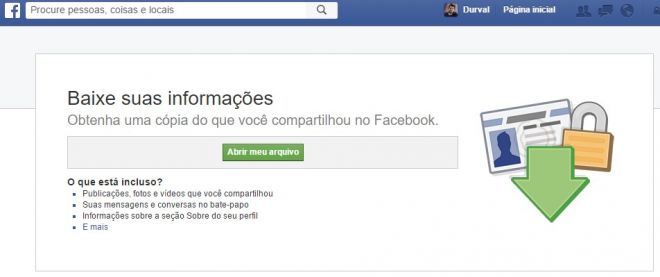 f Procure pessoas, coisas e locais Durval Página inicial
Baixe suas informações
Obtenha uma cópia do que você compartilhou no Facebook.
Abrir meu arquivo
O que está incluso?
Publicações, fotos e vídeos que você compartilhou
Suas mensagens e conversas no bate-papo
Informações sobre a seção Sobre do seu perfil
E mais